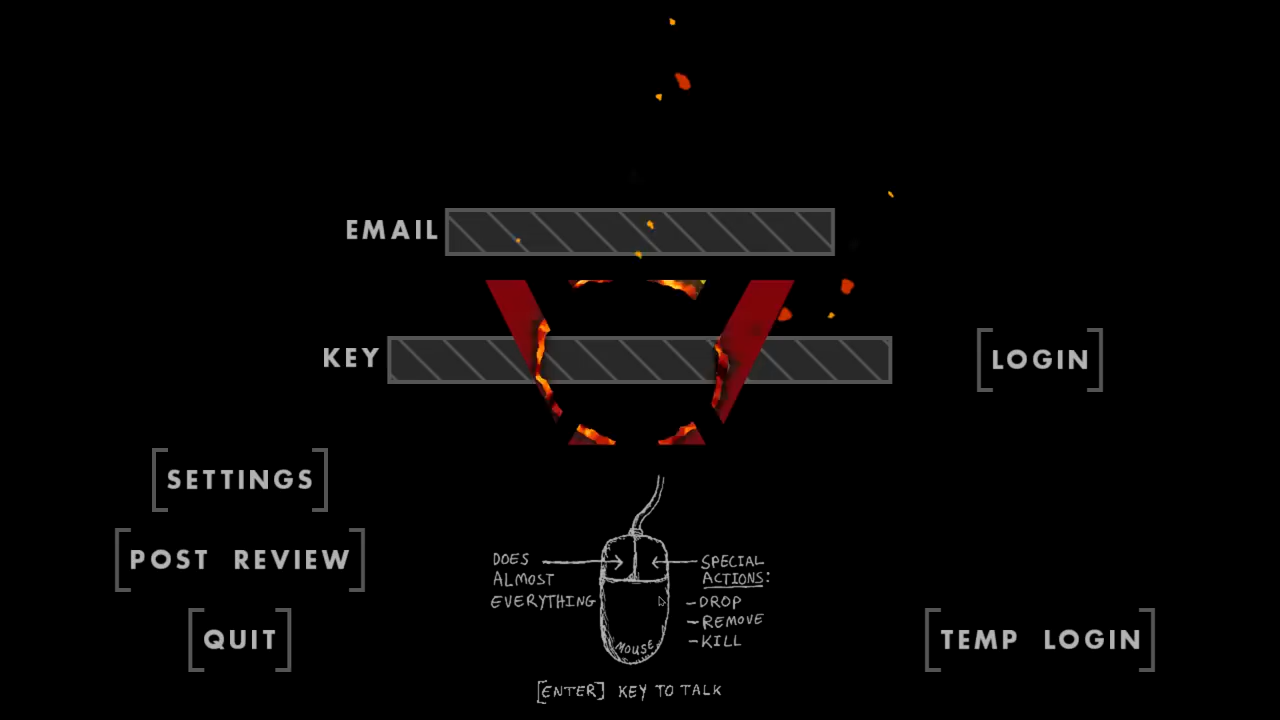 EMAIL
KEY
LOGIN
SETTINGS
POST REVIEW
QUIT
TEMP LOGIN
DOES
ALMOST
EVERYTHING
SPECIAL
ACTIONS:
-DROP
-REMOVE
-KILL
MOUSE
[ENTER] KEY TO TALK